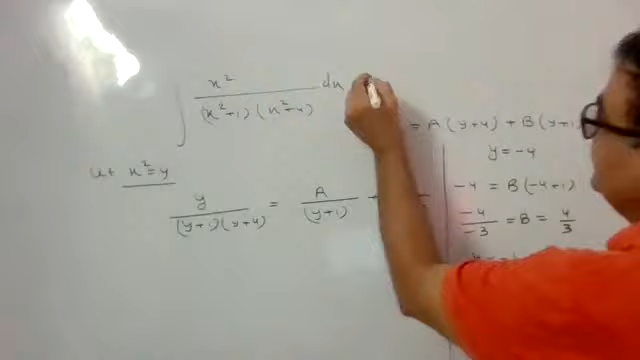 ∫ x² / (x²+1)(x²+4) dx
Let x² = y
y / (y+1)(y+4) = A / (y+1) +
= A(y+4) + B(y+1
y = -4
-4 = B(-4+1)
-4 / -3 = B = 4 / 3